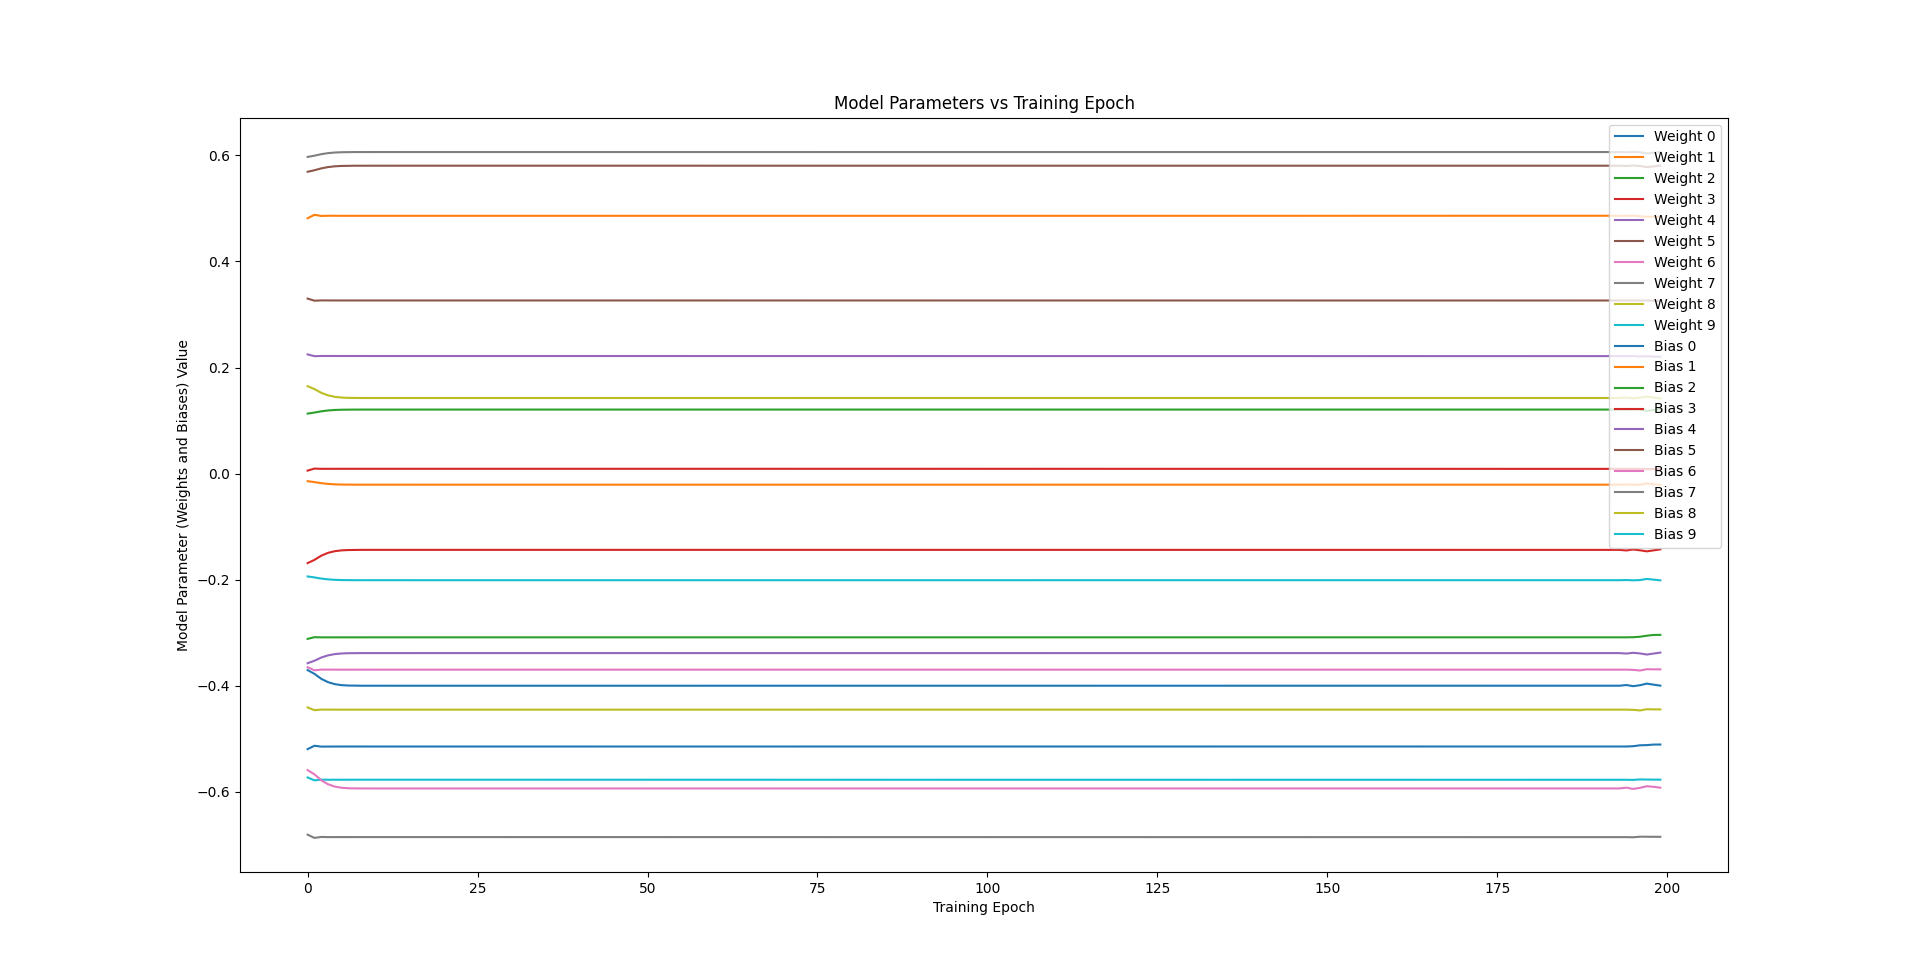 Model Parameters vs Training Epoch
Model Parameter (Weights and Biases) Value
0.6
0.4
0.2
0.0
−0.2
−0.4
−0.6
Weight 0
Weight 1
Weight 2
Weight 3
Weight 4
Weight 5
Weight 6
Weight 7
Weight 8
Weight 9
Bias 0
Bias 1
Bias 2
Bias 3
Bias 4
Bias 5
Bias 6
Bias 7
Bias 8
Bias 9
0 25 50 75 100 125 150 175 200
Training Epoch